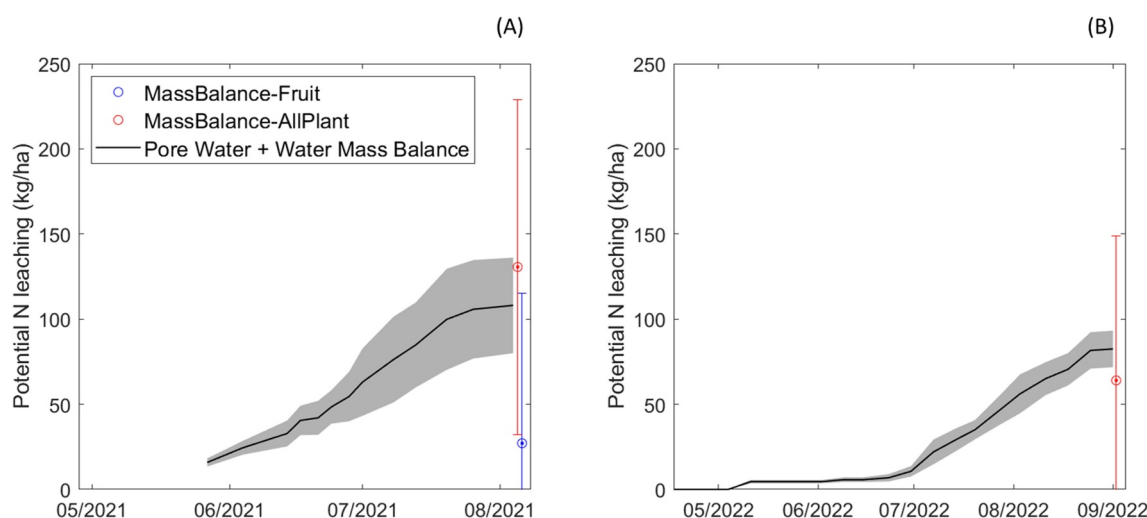 (A)
Potential N leaching (kg/ha)
250
200
150
100
50
0
MassBalance-Fruit
MassBalance-AllPlant
Pore Water + Water Mass Balance
05/2021 06/2021 07/2021 08/2021
(B)
Potential N leaching (kg/ha)
250
200
150
100
50
0
05/2022 06/2022 07/2022 08/2022 09/2022